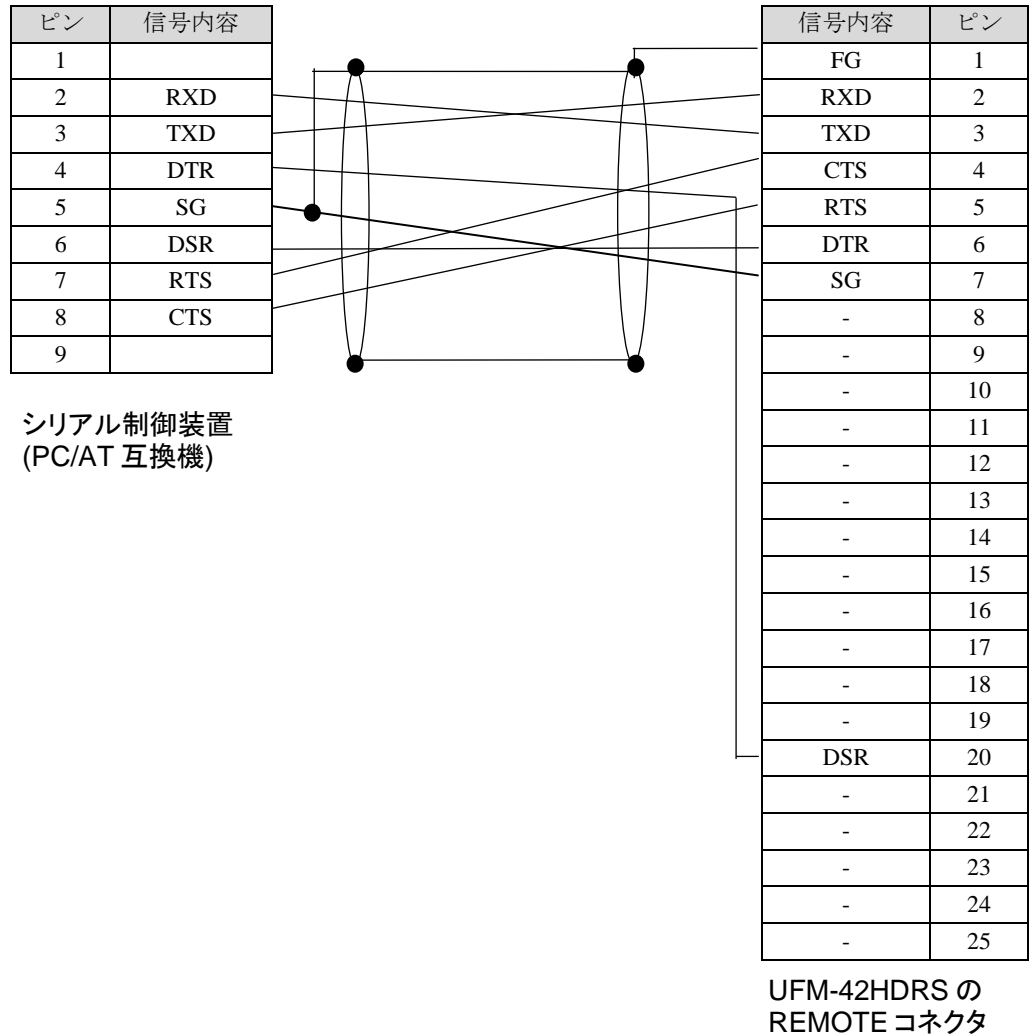 ピン 信号内容
1
2 RXD
3 TXD
4 DTR
5 SG
6 DSR
7 RTS
8 CTS
9
シリアル制御装置
(PC/AT 互換機)
信号内容 ピン
FG 1
RXD 2
TXD 3
CTS 4
RTS 5
DTR 6
SG 7
- 8
- 9
- 10
- 11
- 12
- 13
- 14
- 15
- 16
- 17
- 18
- 19
DSR 20
- 21
- 22
- 23
- 24
- 25
UFM-42HDRS の
REMOTE コネクタ